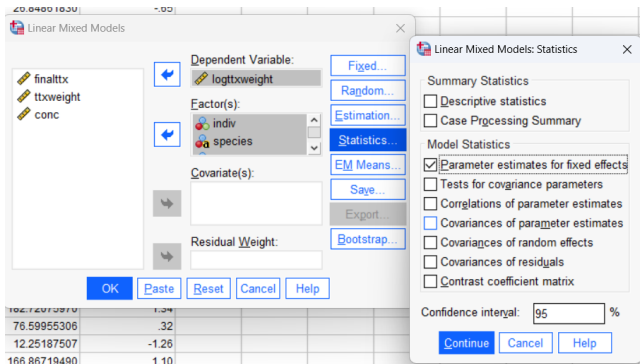 26.84861830 -.65
Linear Mixed Models
finalttx
ttxweight
conc
Dependent Variable:
logttxweight
Factor(s):
indiv
species
Covariate(s):
Residual Weight:
Fixed...
Random...
Estimation...
Statistics...
EM Means...
Save...
Export...
Bootstrap...
OK Paste Reset Cancel Help
182.72075970 1.34
76.59955306 .32
12.25187507 -1.26
166.86719490 1.10
Linear Mixed Models: Statistics
Summary Statistics
Descriptive statistics
Case Processing Summary
Model Statistics
Parameter estimates for fixed effects
Tests for covariance parameters
Correlations of parameter estimates
Covariances of parameter estimates
Covariances of random effects
Covariances of residuals
Contrast coefficient matrix
Confidence interval: 95 %
Continue Cancel Help